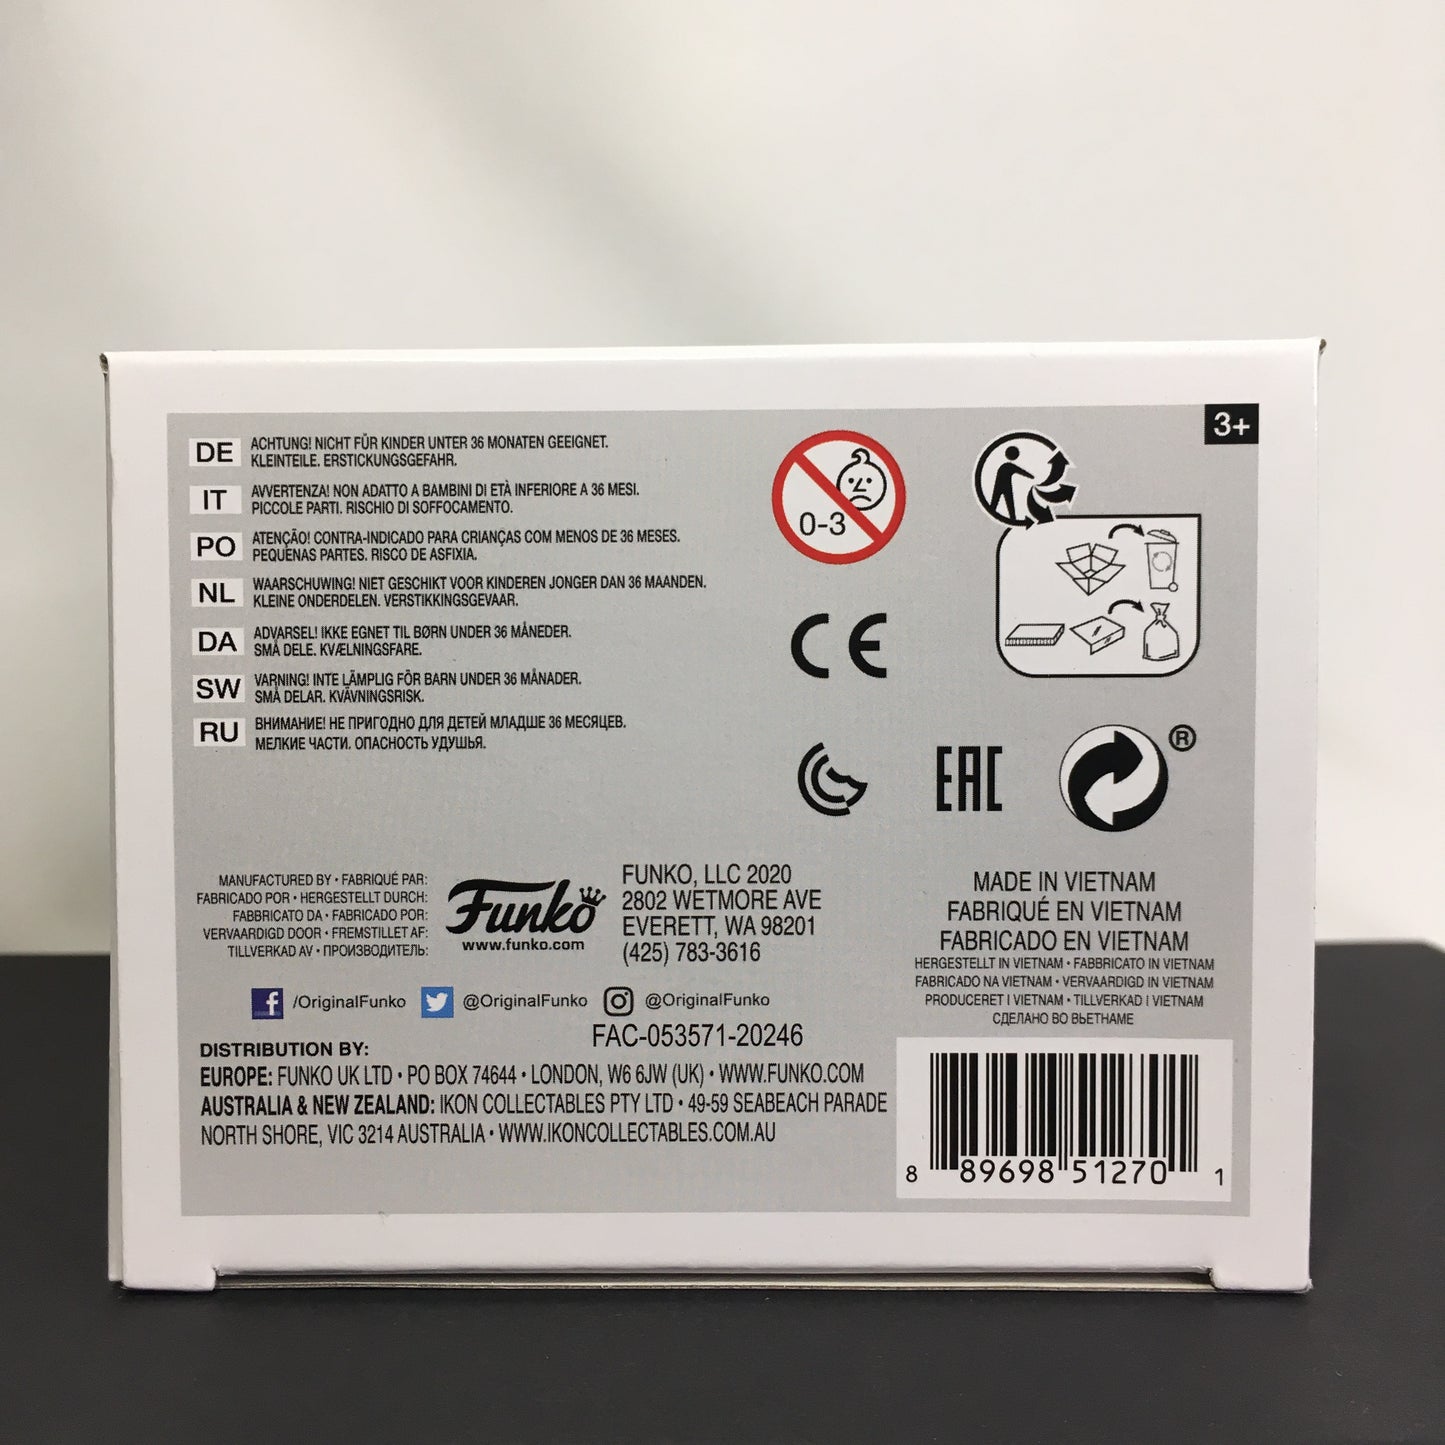 3+
DE
ACHTUNG! NICHT FÜR KINDER UNTER 36 MONATEN GEEIGNET.
KLEINTEILE. ERSTICKUNGSGEFAHR.
IT
AVVERTENZA! NON ADATTO A BAMBINI DI ETÀ INFERIORE A 36 MESI.
PICCOLE PARTI. RISCHIO DI SOFFOCAMENTO.
PO
ATENÇÃO! CONTRA-INDICADO PARA CRIANÇAS COM MENOS DE 36 MESES.
PEQUENAS PARTES. RISCO DE ASFIXIA.
NL
WAARSCHUWING! NIET GESCHIKT VOOR KINDEREN JONGER DAN 36 MAANDEN.
KLEINE ONDERDELEN. VERSTIKKINGSGEVAAR.
DA
ADVARSEL! IKKE EGNET TIL BØRN UNDER 36 MÅNEDER.
SMÅ DELE. KVÆLNINGSFARE.
SW
VARNING! INTE LÄMPLIG FÖR BARN UNDER 36 MÅNADER.
SMÅ DELAR. KVÄVNINGSRISK.
RU
ВНИМАНИЕ! НЕ ПРИГОДНО ДЛЯ ДЕТЕЙ МЛАДШЕ 36 МЕСЯЦЕВ.
МЕЛКИЕ ЧАСТИ. ОПАСНОСТЬ УДУШЬЯ.
0-3
CE
EAC
®
MANUFACTURED BY • FABRIQUÉ PAR:
FABRICADO POR • HERGESTELLT DURCH:
FABBRICATO DA • FABRICADO POR:
VERVAARDIGD DOOR • FREMSTILLET AF:
TILLVERKAD AV • ПРОИЗВОДИТЕЛЬ:
Funko
www.funko.com
FUNKO, LLC 2020
2802 WETMORE AVE
EVERETT, WA 98201
(425) 783-3616
/OriginalFunko @OriginalFunko @OriginalFunko
FAC-053571-20246
DISTRIBUTION BY:
EUROPE: FUNKO UK LTD • PO BOX 74644 • LONDON, W6 6JW (UK) • WWW.FUNKO.COM
AUSTRALIA & NEW ZEALAND: IKON COLLECTABLES PTY LTD • 49-59 SEABEACH PARADE
NORTH SHORE, VIC 3214 AUSTRALIA • WWW.IKONCOLLECTABLES.COM.AU
MADE IN VIETNAM
FABRIQUÉ EN VIETNAM
FABRICADO EN VIETNAM
HERGESTELLT IN VIETNAM • FABBRICATO IN VIETNAM
FABRICADO NA VIETNAM • VERVAARDIGD IN VIETNAM
PRODUCERET I VIETNAM • TILLVERKAD I VIETNAM
СДЕЛАНО ВО ВЬЕТНАМЕ
8 89698 51270 1